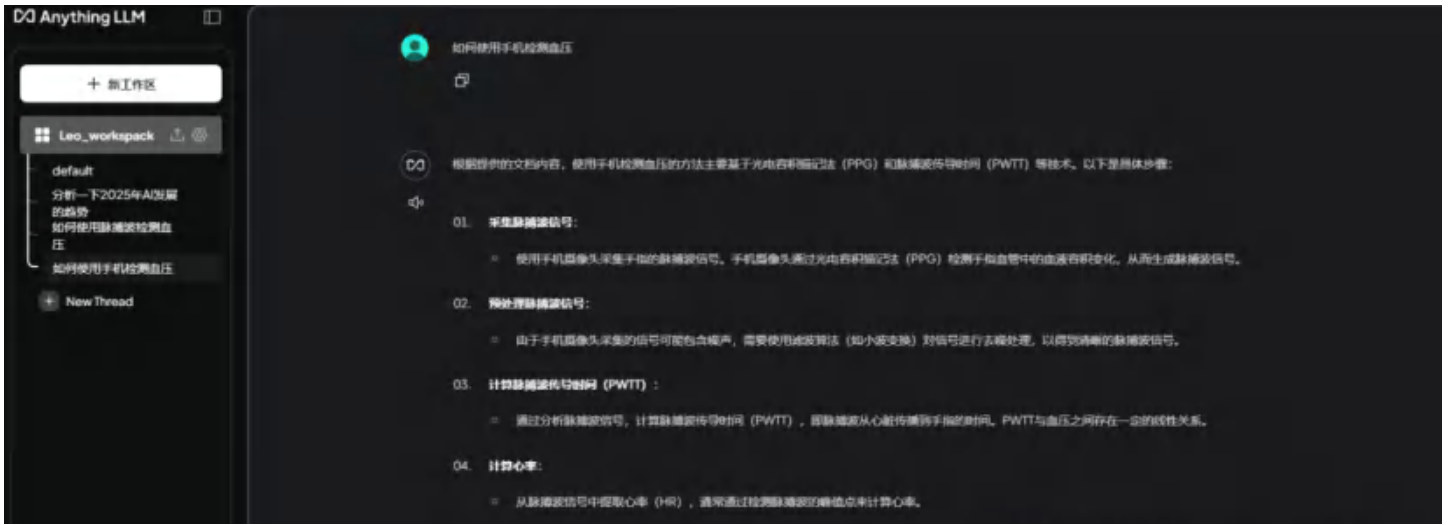 Anything LLM
+ 新工作区
Leo_workspack
default
分析一下2025年AI发展
的趋势
如何使用脉搏波检测血
压
如何使用手机检测血压
+ New Thread
如何使用手机检测血压
根据提供的文档内容，使用手机检测血压的方法主要基于光电容积描记法（PPG）和脉搏波传导时间（PWTT）等技术。以下是具体步骤：
01. 采集脉搏波信号：
使用手机摄像头采集手指的脉搏波信号。手机摄像头通过光电容积描记法（PPG）检测手指血管中的血液容积变化，从而生成脉搏波信号。
02. 预处理脉搏波信号：
由于手机摄像头采集的信号可能包含噪声，需要使用滤波算法（如小波变换）对信号进行去噪处理，以得到清晰的脉搏波信号。
03. 计算脉搏波传导时间（PWTT）：
通过分析脉搏波信号，计算脉搏波传导时间（PWTT），即脉搏波从心脏传播到手指的时间。PWTT与血压之间存在一定的线性关系。
04. 计算心率：
从脉搏波信号中提取心率（HR），通常通过检测脉搏波的峰值点来计算心率。